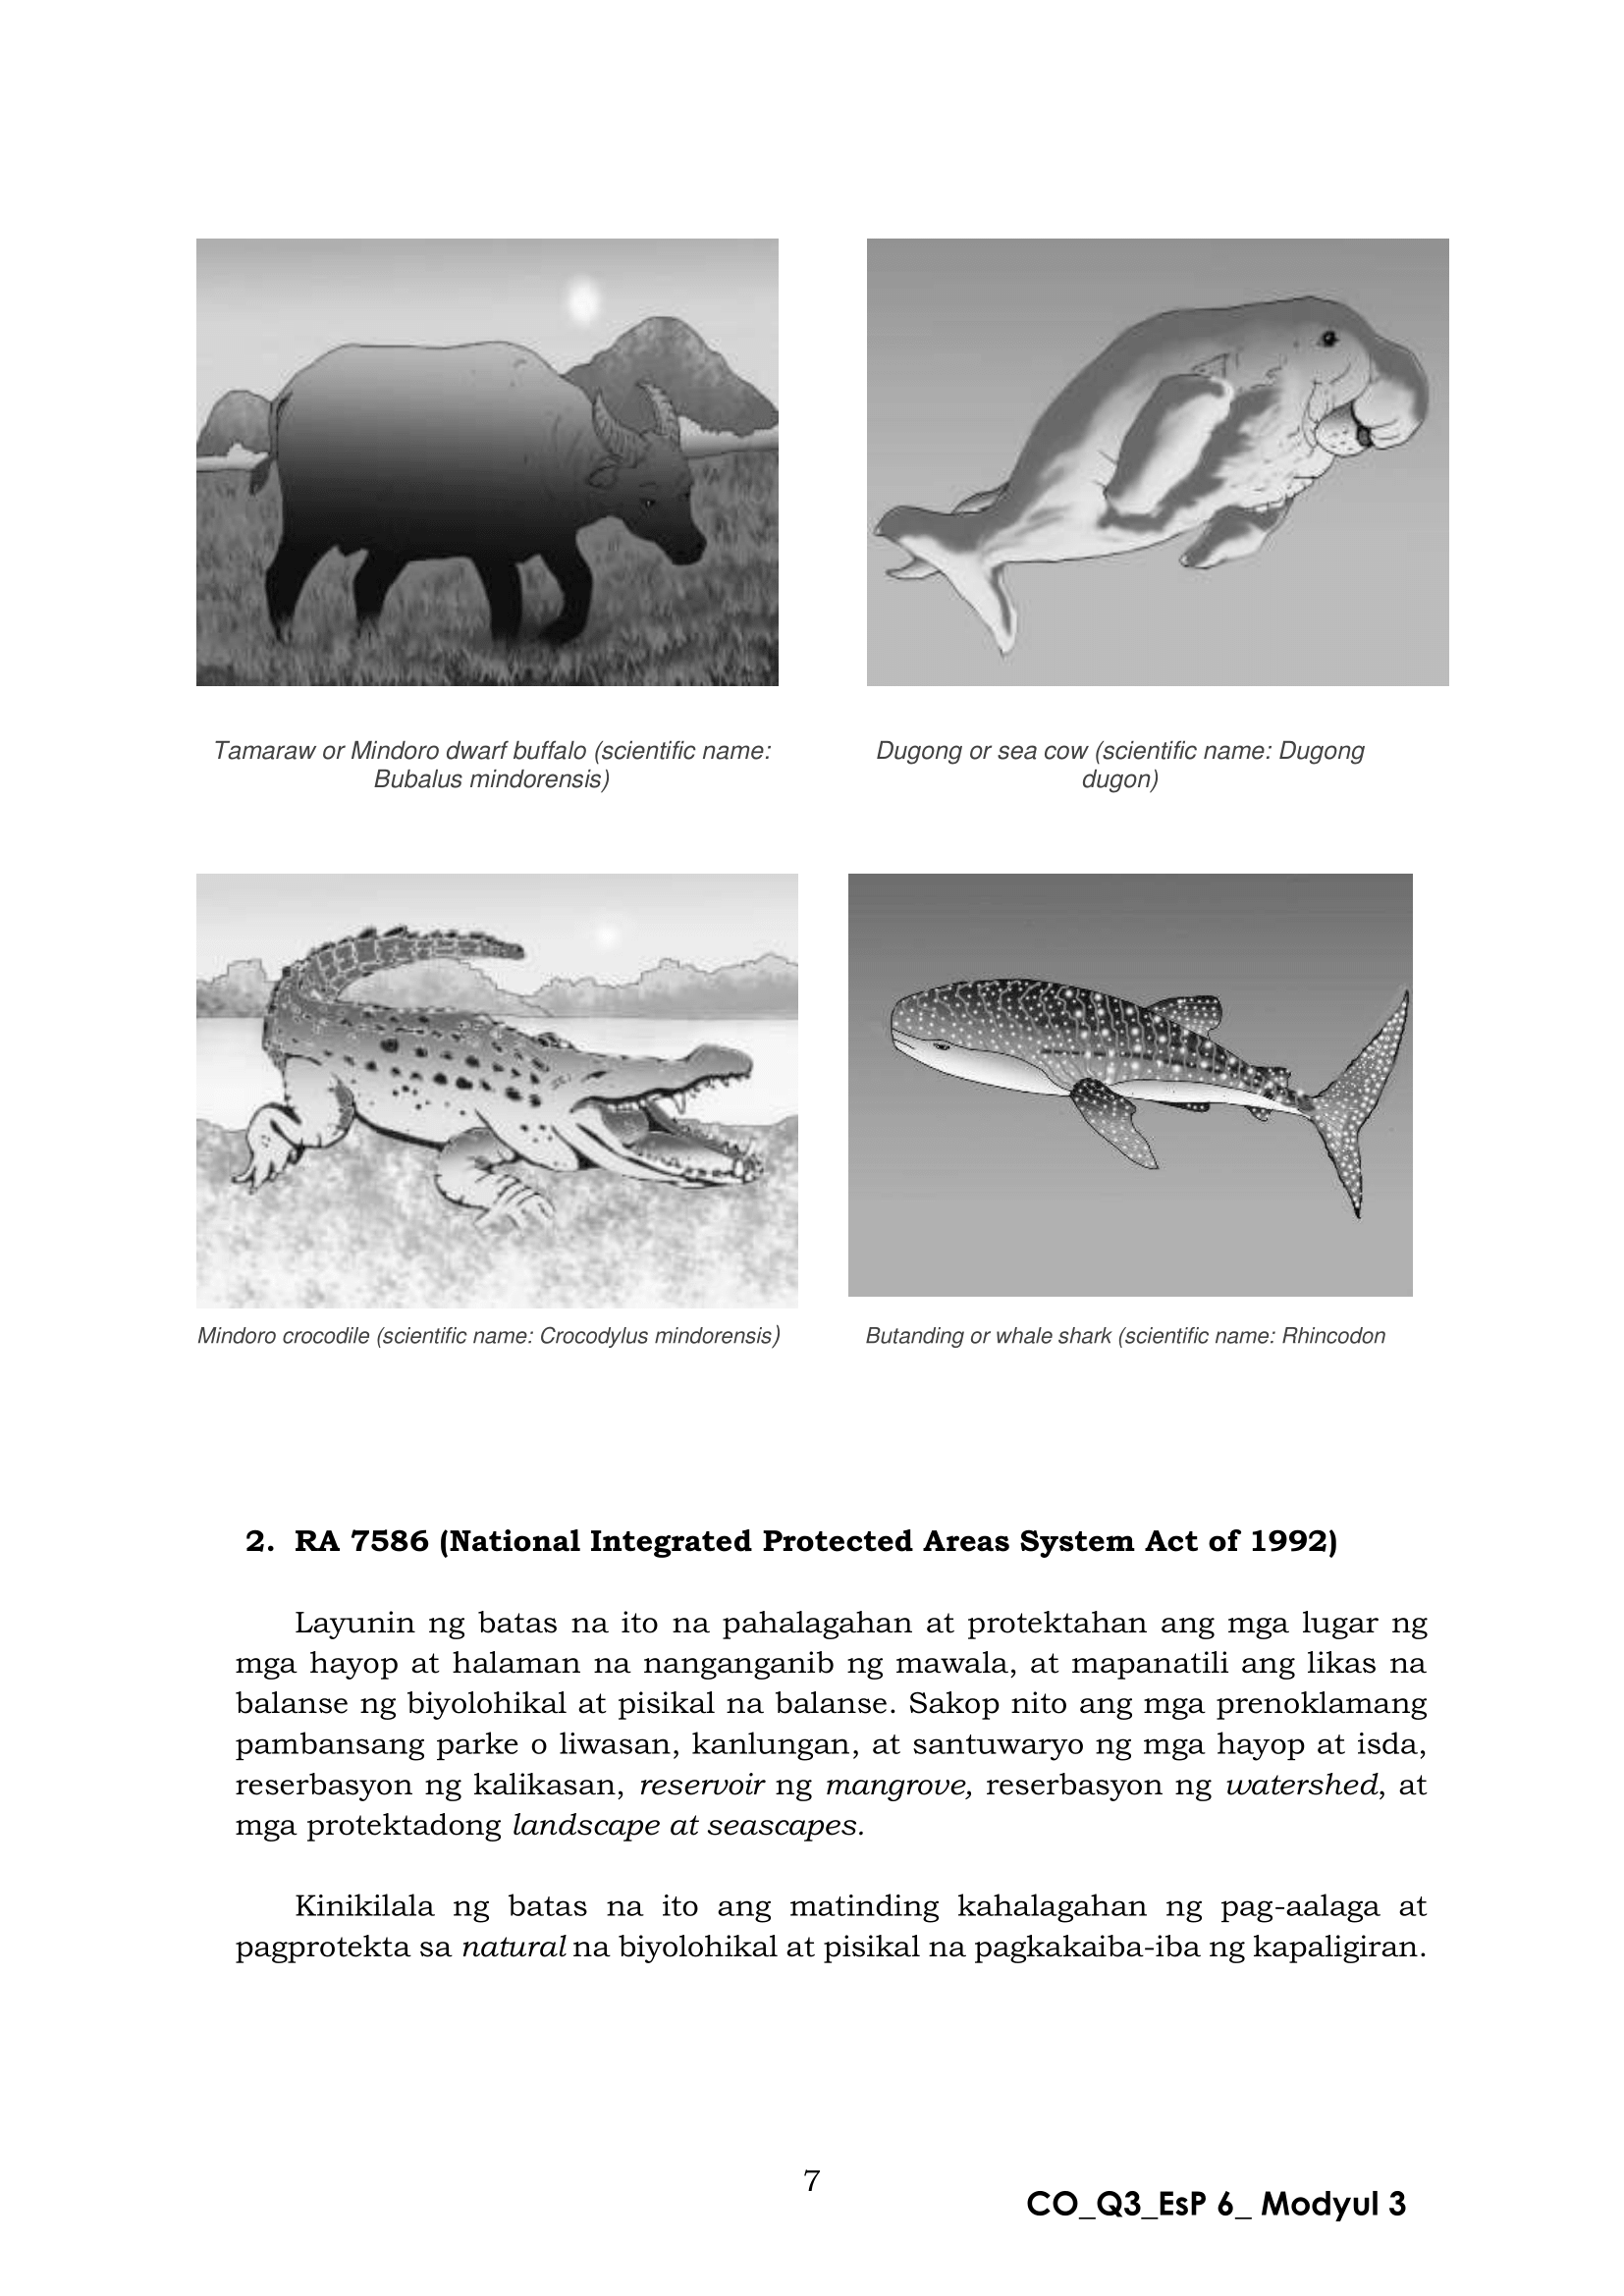 Tamaraw or Mindoro dwarf buffalo (scientific name:
Bubalus mindorensis)
Dugong or sea cow (scientific name: Dugong
dugon)
Mindoro crocodile (scientific name: Crocodylus mindorensis)
Butanding or whale shark (scientific name: Rhincodon
2. RA 7586 (National Integrated Protected Areas System Act of 1992)
Layunin ng batas na ito na pahalagahan at protektahan ang mga lugar ng
mga hayop at halaman na nanganganib ng mawala, at mapanatili ang likas na
balanse ng biyolohikal at pisikal na balanse. Sakop nito ang mga prenoklamang
pambansang parke o liwasan, kanlungan, at santuwaryo ng mga hayop at isda,
reserbasyon ng kalikasan, reservoir ng mangrove, reserbasyon ng watershed, at
mga protektadong landscape at seascapes.
Kinikilala ng batas na ito ang matinding kahalagahan ng pag-aalaga at
pagprotekta sa natural na biyolohikal at pisikal na pagkakaiba-iba ng kapaligiran.
7
CO_Q3_EsP 6_ Modyul 3